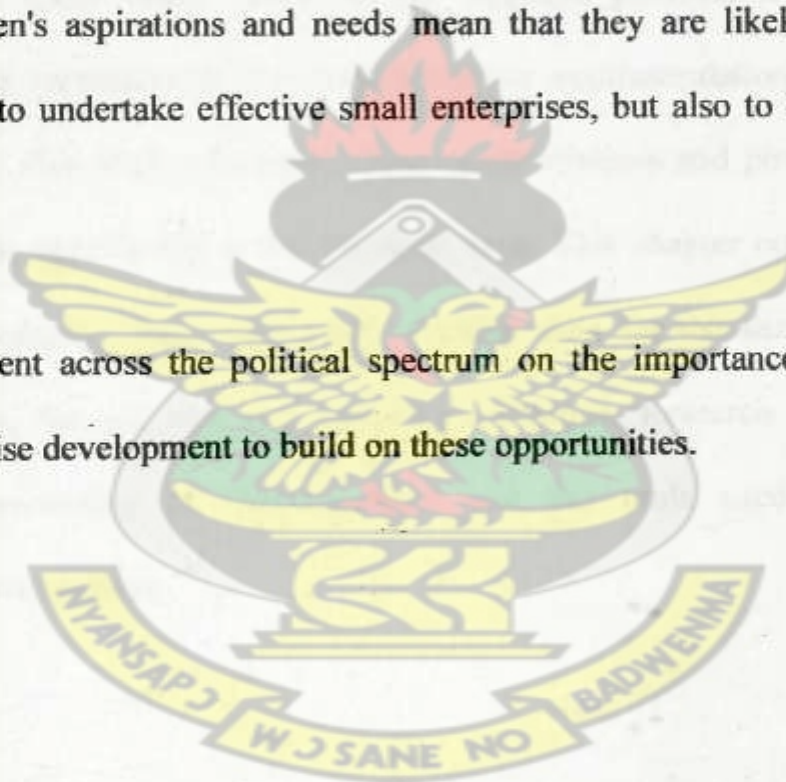 en's aspirations and needs mean that they are likel
to undertake effective small enterprises, but also to
ent across the political spectrum on the importance
ise development to build on these opportunities.
NYANSAPƆ WƆSANE NO BADWENMA